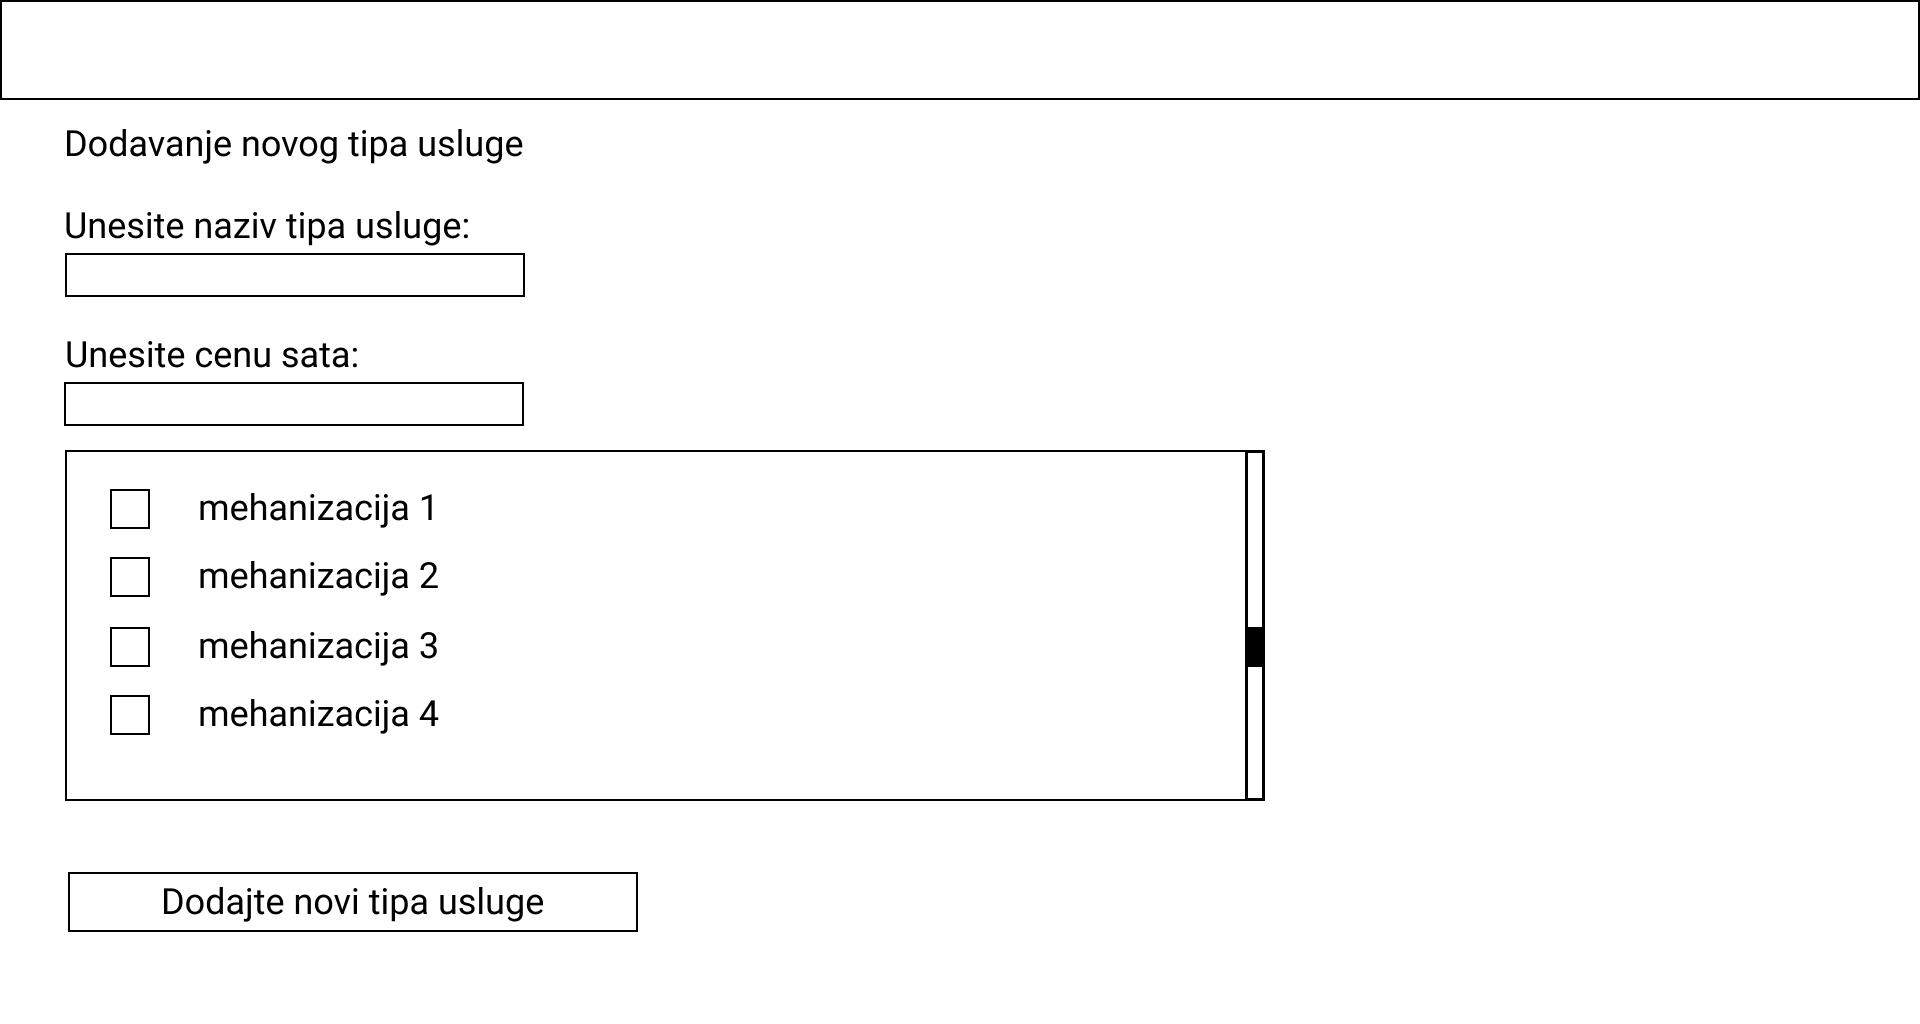 Dodavanje novog tipa usluge
Unesite naziv tipa usluge:
Unesite cenu sata:
mehanizacija 1
mehanizacija 2
mehanizacija 3
mehanizacija 4
Dodajte novi tipa usluge